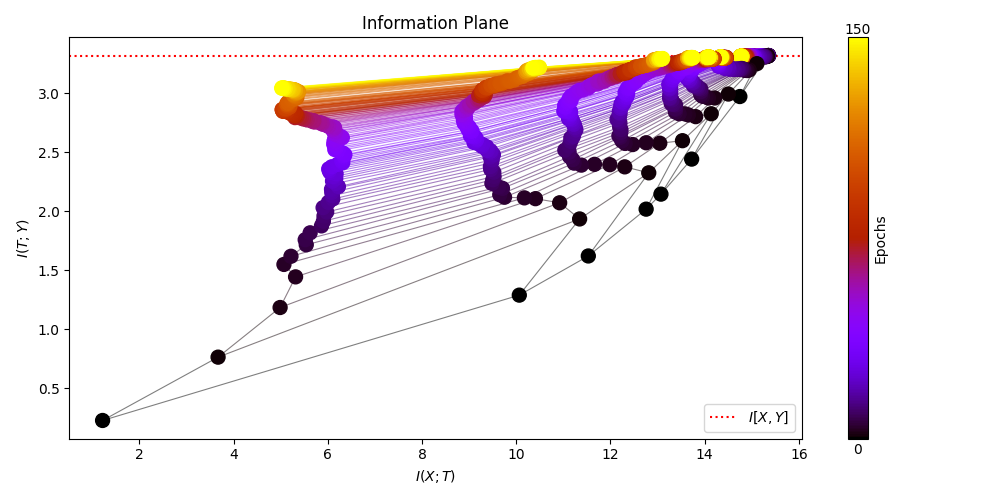 Information Plane
150
3.0
2.5
2.0
1.5
1.0
0.5
I(T; Y)
Epochs
I[X, Y]
2 4 6 8 10 12 14 16
0
I(X; T)